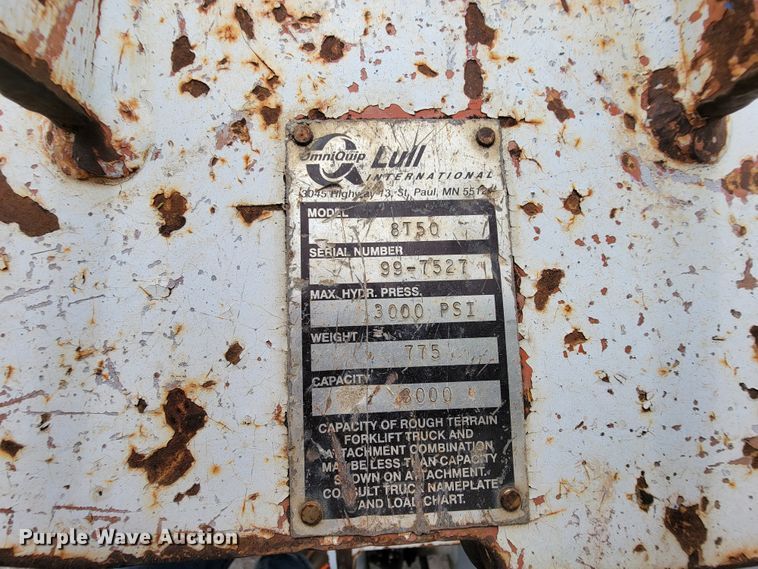 OmniQuip Lull
INTERNATIONAL
3045 Highway 13, St. Paul, MN
MODEL
8T50
SERIAL NUMBER
99-7527
MAX. HYDR. PRESS.
3000 PSI
WEIGHT
775
CAPACITY
8000
CAPACITY OF ROUGH TERRAIN
FORKLIFT TRUCK AND
ATTACHMENT COMBINATION
MAY BE LESS THAN CAPACITY
SHOWN ON ATTACHMENT.
CONSULT TRUCK NAMEPLATE
AND LOAD CHART.
Purple Wave Auction